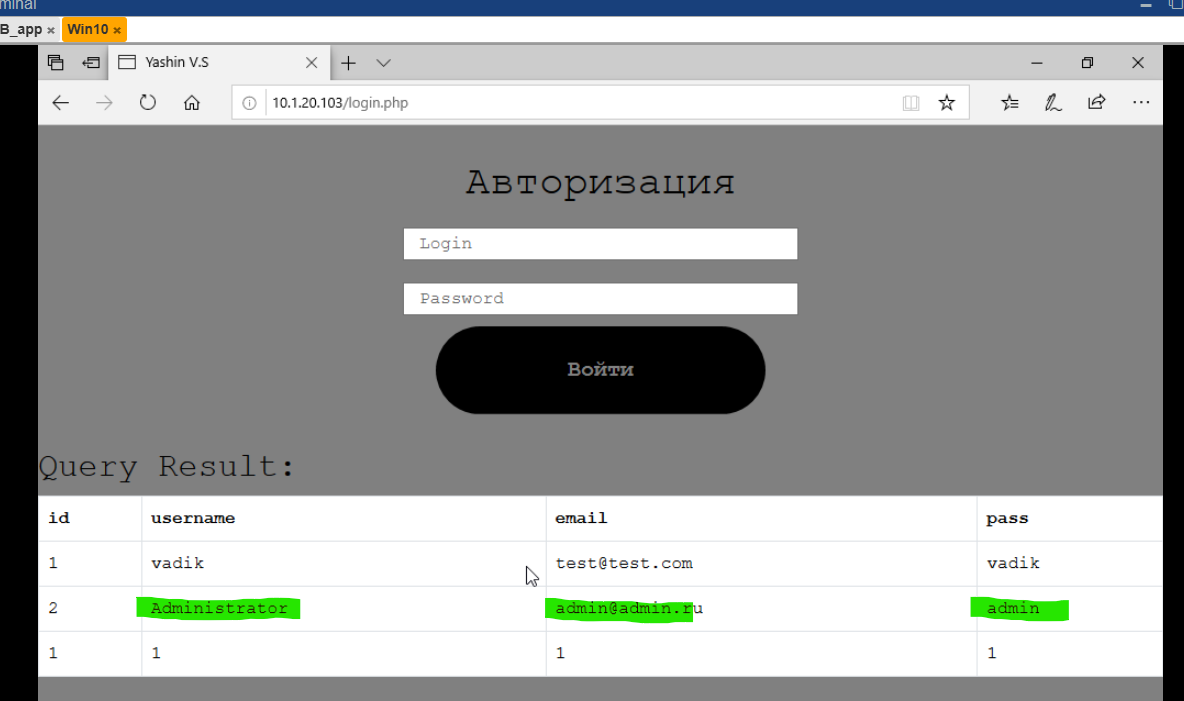 minal
B_app × Win10 ×
Yashin V.S
10.1.20.103/login.php
Авторизация
Login
Password
Войти
Query Result:
id username email pass
1 vadik test@test.com vadik
2 Administrator admin@admin.ru admin
1 1 1 1